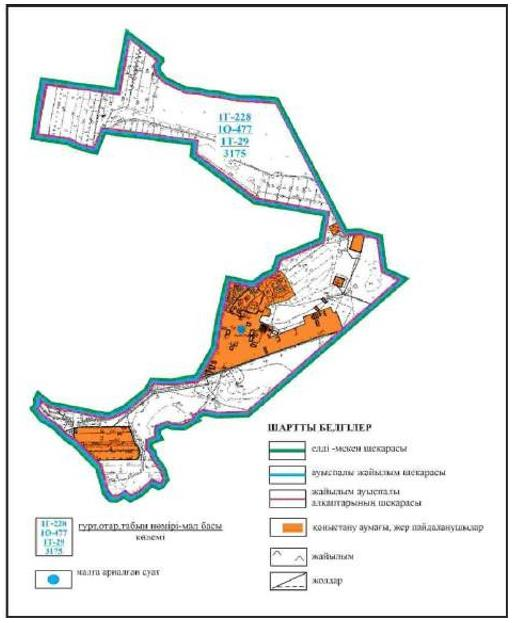 1Г-228
1О-477
1Т-29
3175
ШАРТТЫ БЕЛГІЛЕР
елді -мекен шекарасы
ауыспалы жайылым шекарасы
жайылым ауыспалы
алқаптарының шекарасы
қоныстану аумағы, жер пайдаланушылар
жайылым
жолдар
1Г-228
1О-477
1Т-29
3175
гурт,отар,табын нөмірі-мал басы
көлемі
малға арналған суат